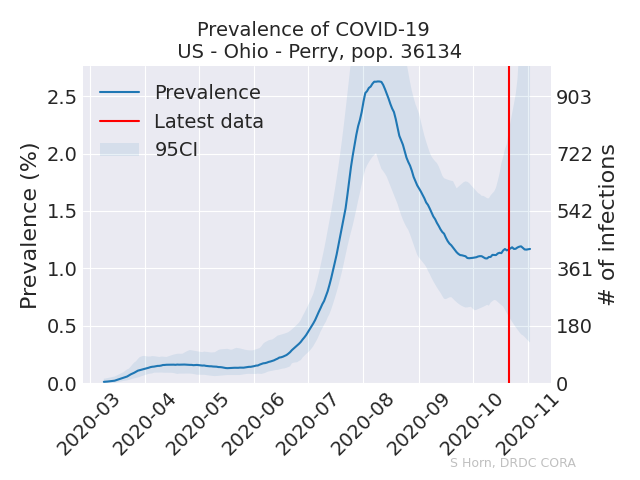 Prevalence of COVID-19
US - Ohio - Perry, pop. 36134
Prevalence
Latest data
95CI
Prevalence (%)
2.5
2.0
1.5
1.0
0.5
0.0
903
722
542
361
180
0
# of infections
2020-03
2020-04
2020-05
2020-06
2020-07
2020-08
2020-09
2020-10
2020-11
S Horn, DRDC CORA